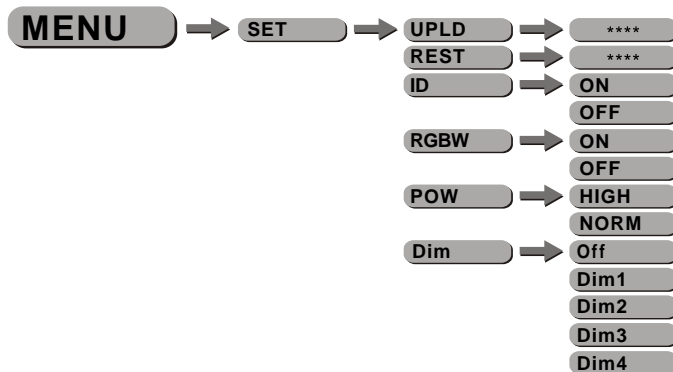 MENU SET UPLD ****
REST ****
ID ON
OFF
RGBW ON
OFF
POW HIGH
NORM
Dim Off
Dim1
Dim2
Dim3
Dim4